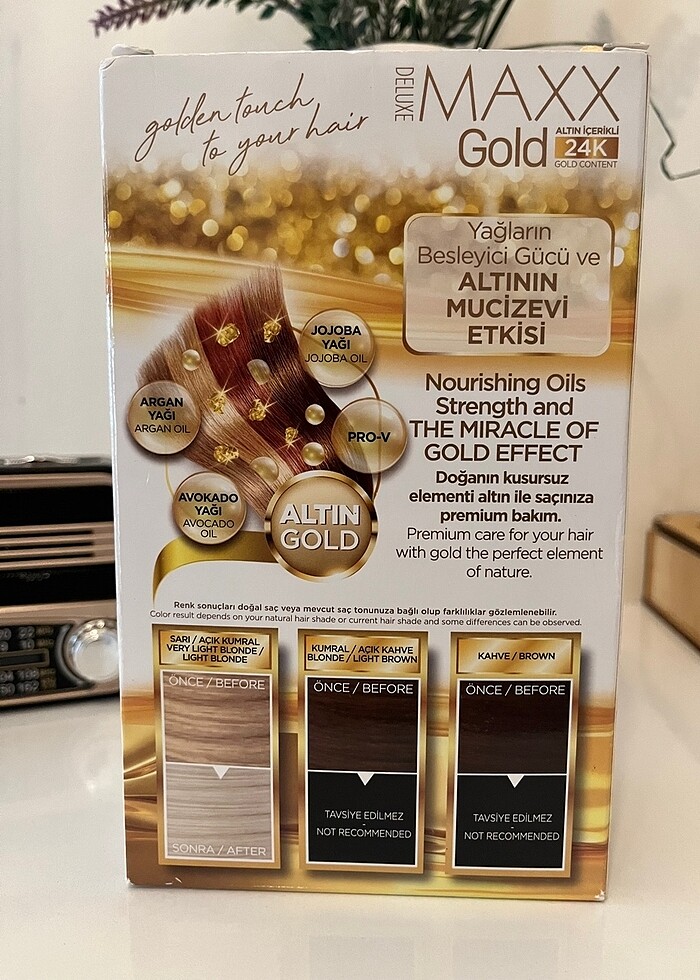 golden touch
to your hair
DELUXE
MAXX
Gold
ALTIN İÇERİKLİ
24K
GOLD CONTENT
Yağların
Besleyici Gücü ve
ALTININ
MUCİZEVİ
ETKİSİ
JOJOBA
YAĞI
JOJOBA OIL
ARGAN
YAĞI
ARGAN OIL
PRO-V
AVOKADO
YAĞI
AVOCADO
OIL
ALTIN
GOLD
Nourishing Oils
Strength and
THE MIRACLE OF
GOLD EFFECT
Doğanın kusursuz
elementi altın ile saçınıza
premium bakım.
Premium care for your hair
with gold the perfect element
of nature.
Renk sonuçları doğal saç veya mevcut saç tonunuza bağlı olup farklılıklar gözlemlenebilir.
Color result depends on your natural hair shade or current hair shade and some differences can be observed.
SARI / AÇIK KUMRAL
VERY LIGHT BLONDE /
LIGHT BLONDE
ÖNCE / BEFORE
SONRA / AFTER
KUMRAL / AÇIK KAHVE
BLONDE / LIGHT BROWN
ÖNCE / BEFORE
TAVSİYE EDİLMEZ
-
NOT RECOMMENDED
KAHVE / BROWN
ÖNCE / BEFORE
TAVSİYE EDİLMEZ
-
NOT RECOMMENDED